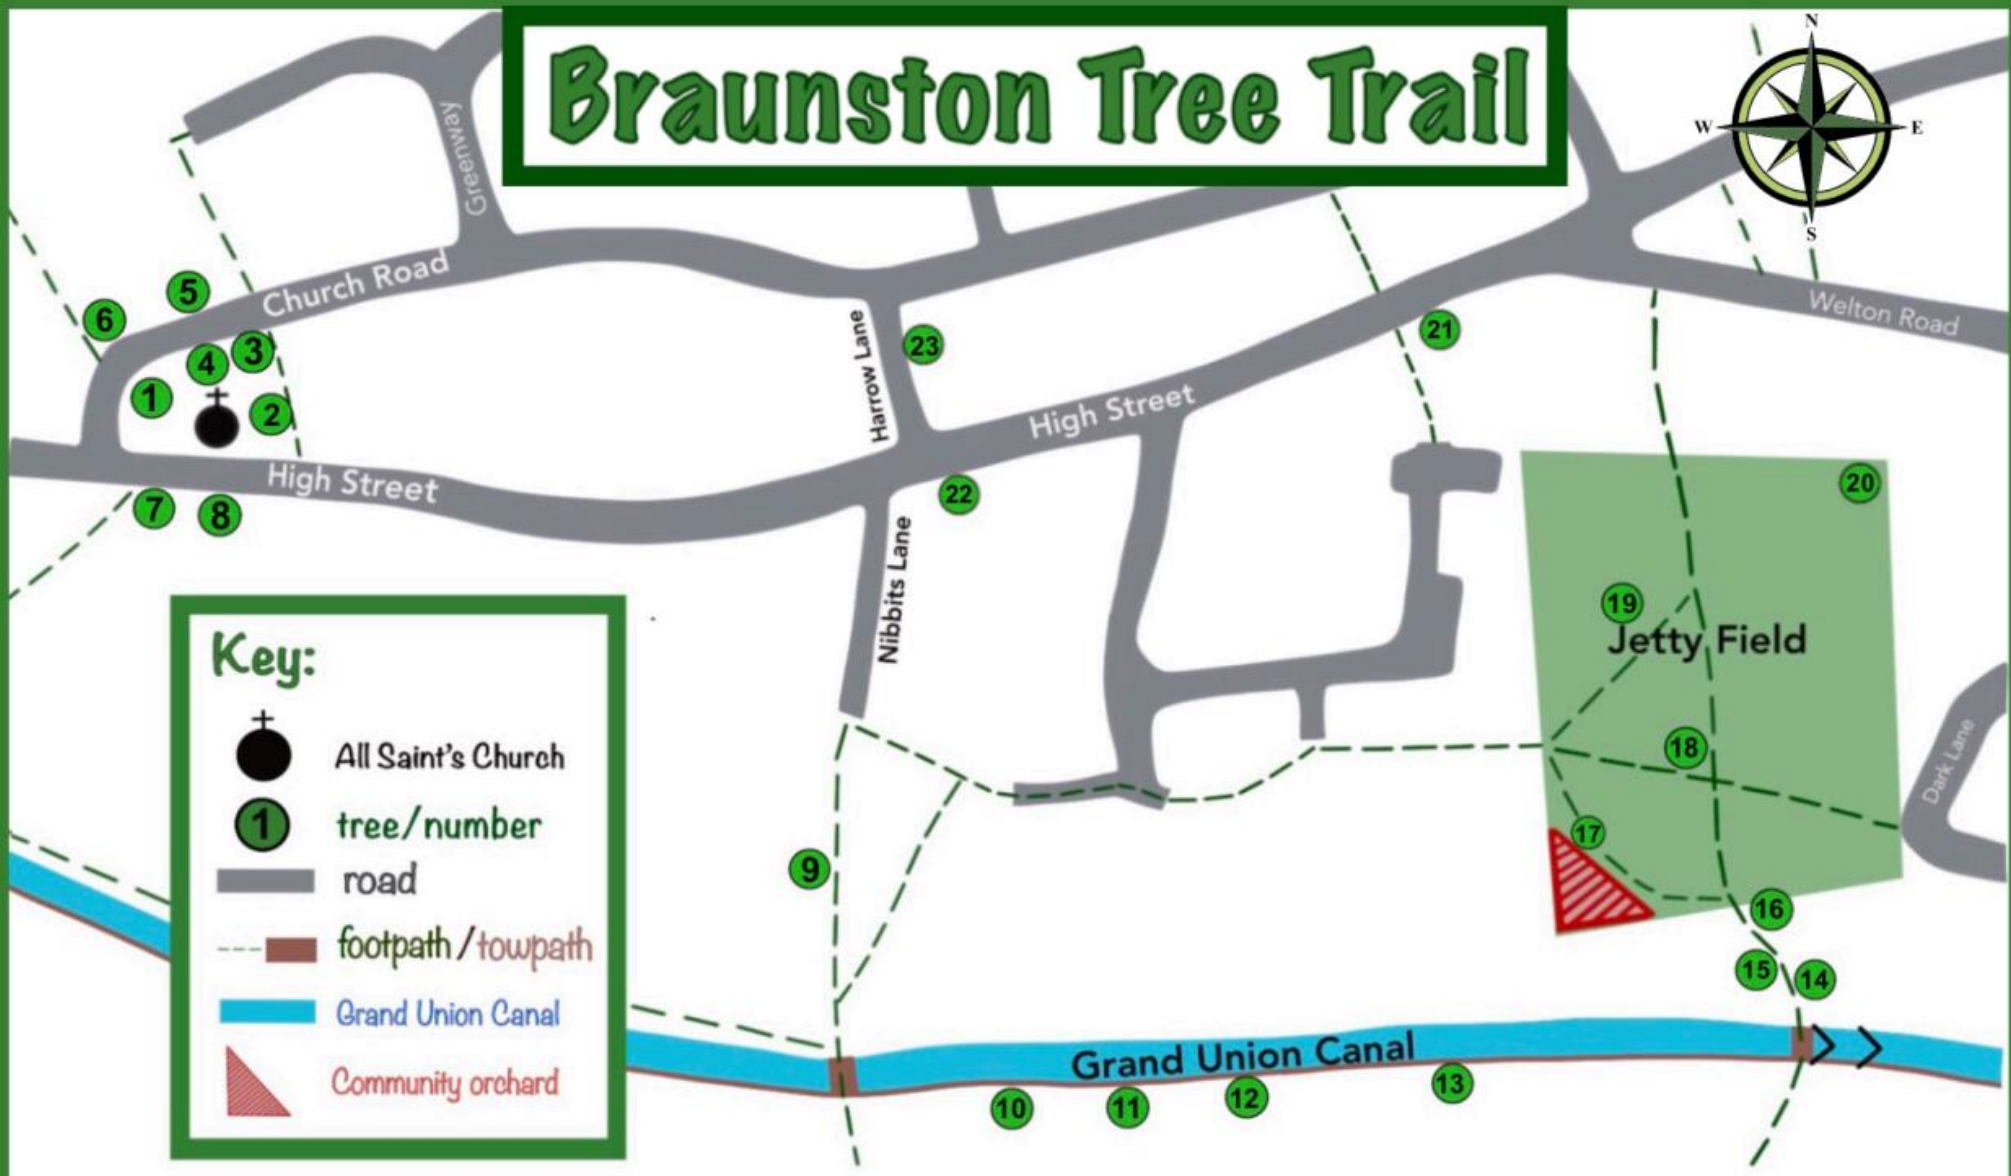 Braunston Tree Trail
N
W
E
S
Greenway
Church Road
5
6
3
4
1
2
High Street
7
8
Harrow Lane
23
High Street
21
Welton Road
22
Nibbits Lane
20
19
Jetty Field
18
Dark Lane
17
16
15
14
9
Grand Union Canal
10
11
12
13
Key:
All Saint's Church
1
tree/number
road
footpath/towpath
Grand Union Canal
Community orchard